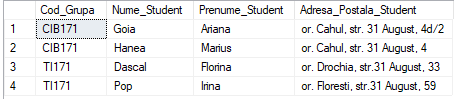 Cod_Grupa Nume_Student Prenume_Student Adresa_Postala_Student
1 CIB171 Goia Ariana or. Cahul, str. 31 August, 4d/2
2 CIB171 Hanea Marius or. Cahul, str. 31 August, 4
3 TI171 Dascal Florina or. Drochia, str. 31 August, 33
4 TI171 Pop Irina or. Floresti, str.31 August, 59